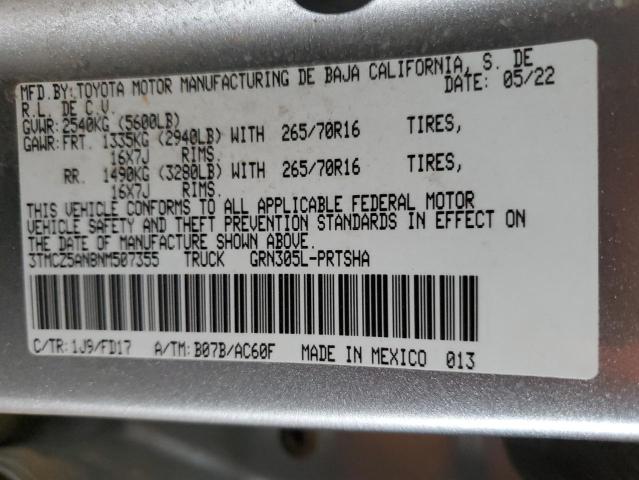 MFD.BY:TOYOTA MOTOR MANUFACTURING DE BAJA CALIFORNIA, S. DE
R.L. DE C.V. DATE: 05/22
GVWR: 2540KG (5600LB)
GAWR:FRT. 1335KG (2940LB) WITH 265/70R16 TIRES,
16X7J RIMS.
RR. 1490KG (3280LB) WITH 265/70R16 TIRES,
16X7J RIMS.
THIS VEHICLE CONFORMS TO ALL APPLICABLE FEDERAL MOTOR
VEHICLE SAFETY AND THEFT PREVENTION STANDARDS IN EFFECT ON
THE DATE OF MANUFACTURE SHOWN ABOVE.
3TMCZ5AN8NM507355 TRUCK GRN305L-PRTSHA
C/TR:1J9/FD17 A/TM:B07B/AC60F MADE IN MEXICO 013